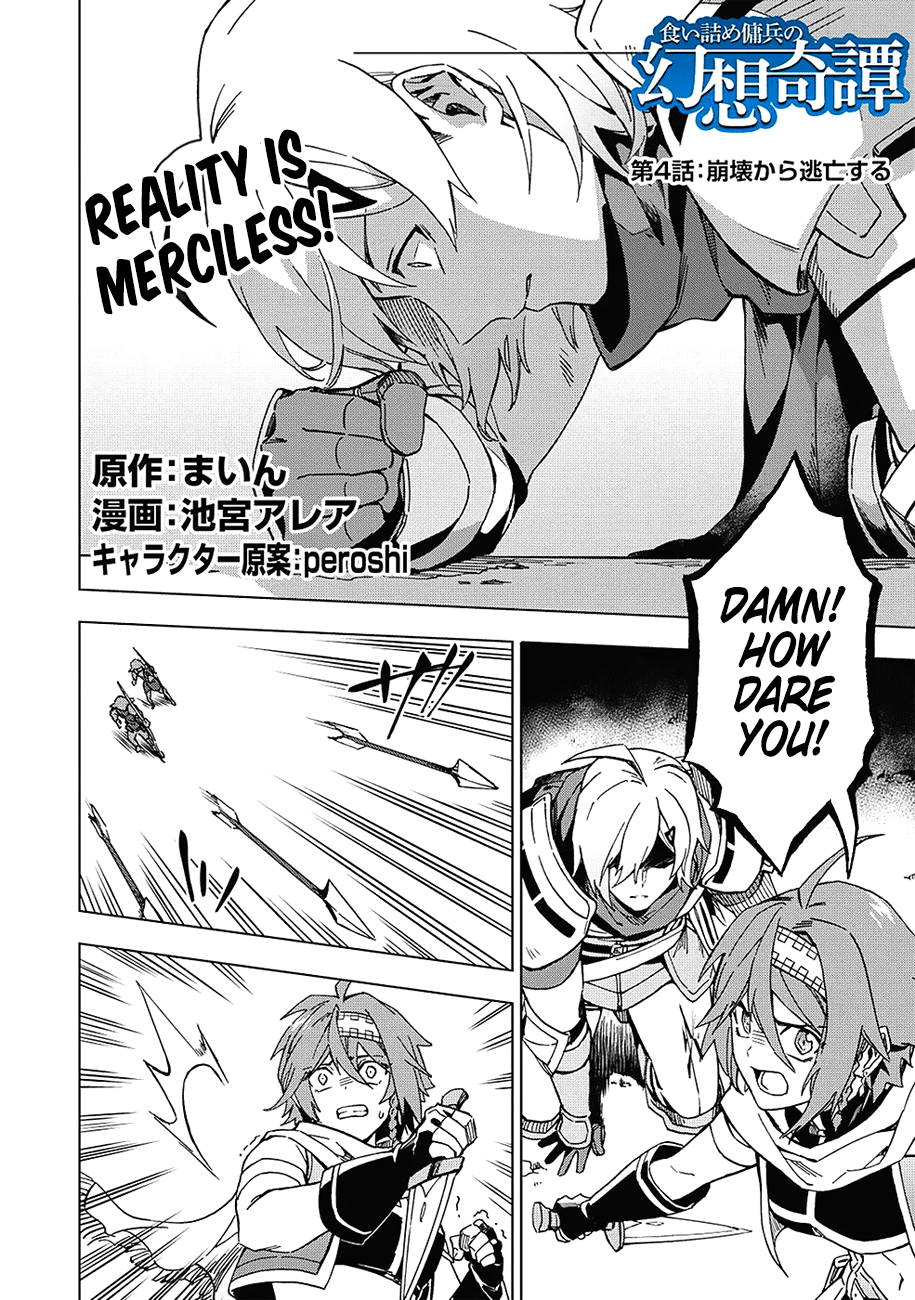 食い詰め傭兵の
幻想奇譚
第4話:崩壊から逃亡する
REALITY IS
MERCILESS!
原作:まいん
漫画:池宮アレア
キャラクター原案:peroshi
DAMN!
HOW
DARE
YOU!